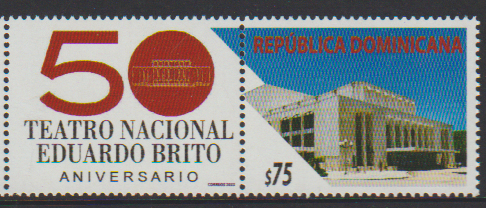 50
TEATRO NACIONAL
EDUARDO BRITO
ANIVERSARIO
REPÚBLICA DOMINICANA
$75